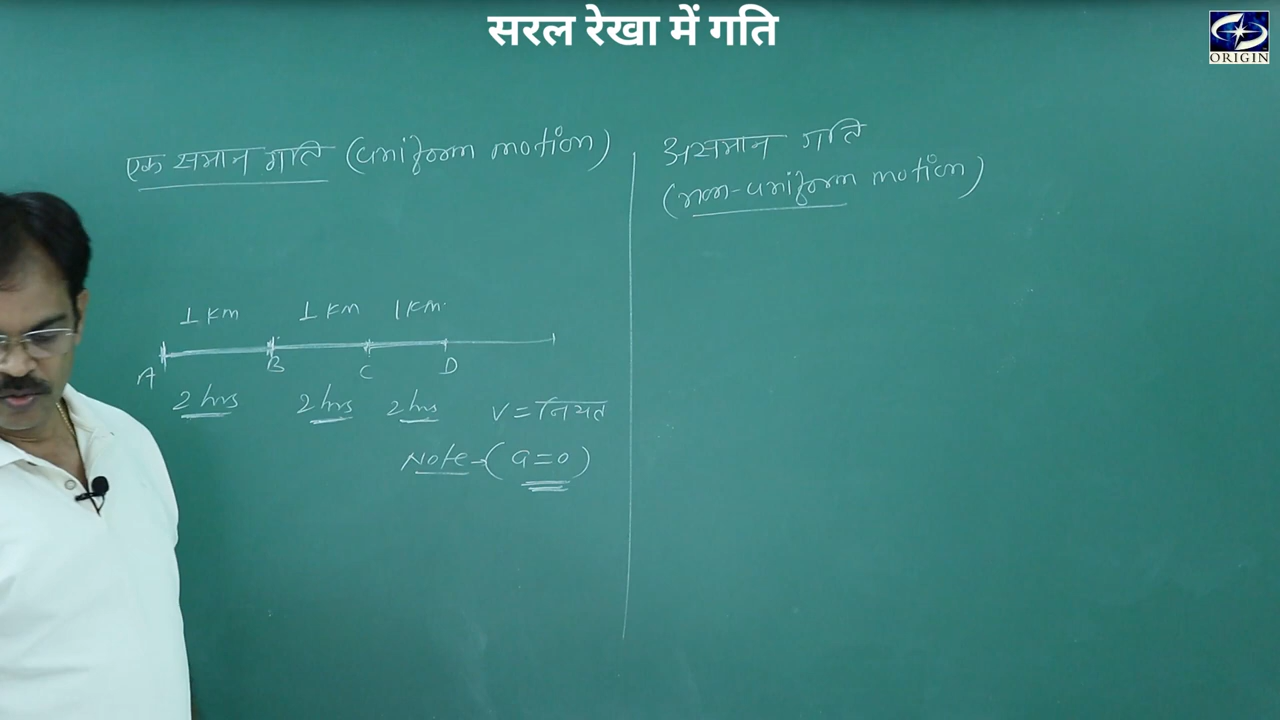 सरल रेखा में गति
ORIGIN
एक समान गति (uniform motion)
1 km 1 km 1 km.
A B C D
2 hrs 2 hrs 2 hrs V = नियत
Note → (a=0)
असमान गति
(non-uniform motion)